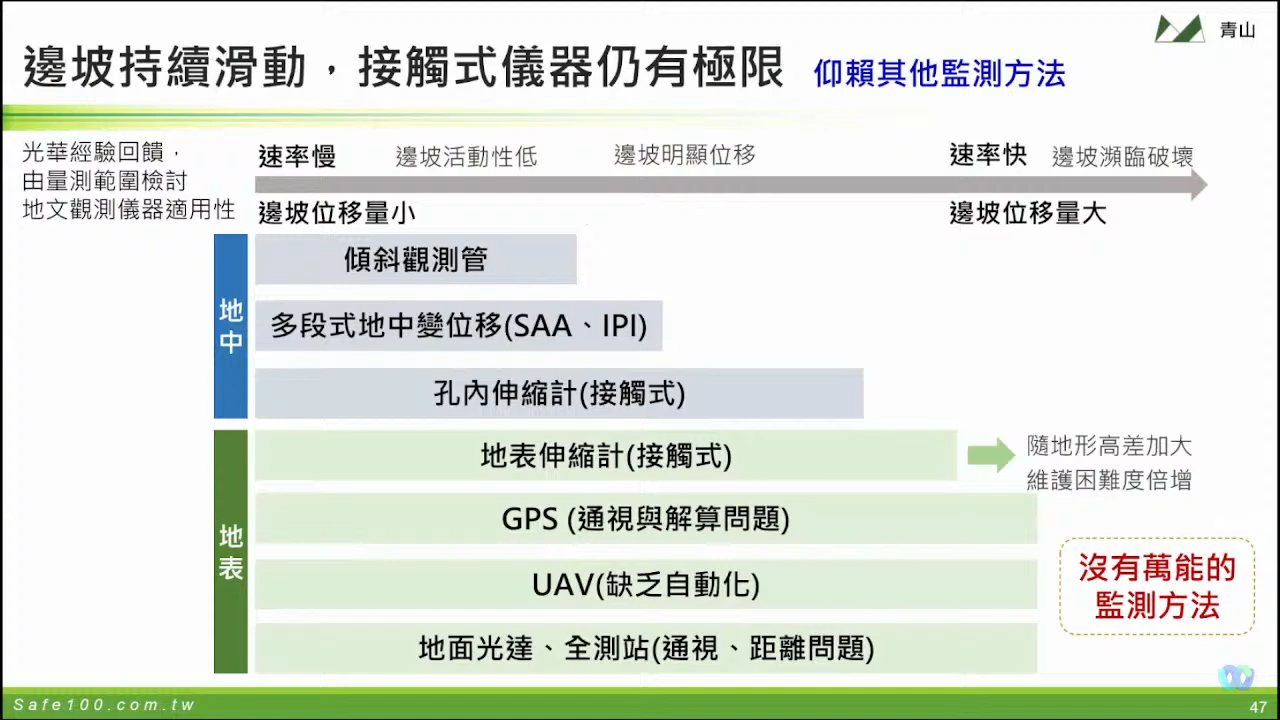 青山
邊坡持續滑動，接觸式儀器仍有極限 仰賴其他監測方法
光華經驗回饋，
由量測範圍檢討
地文觀測儀器適用性
速率慢 邊坡活動性低 邊坡明顯位移 速率快 邊坡瀕臨破壞
邊坡位移量小 邊坡位移量大
地中
傾斜觀測管
多段式地中變位移(SAA、IPI)
孔內伸縮計(接觸式)
地表
地表伸縮計(接觸式)
隨地形高差加大
維護困難度倍增
GPS (通視與解算問題)
UAV(缺乏自動化)
地面光達、全測站(通視、距離問題)
沒有萬能的
監測方法
Safe100.com.tw
47